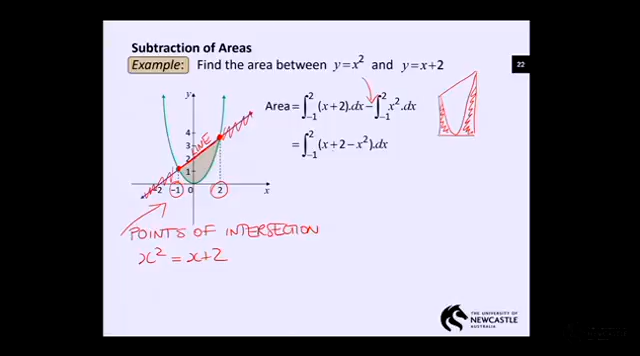 Subtraction of Areas
Example: Find the area between y=x² and y=x+2
22
y
4
3
2
1
-2 -1 0 2 x
LINE
Area = ∫₋₁² (x+2).dx − ∫₋₁² x².dx
= ∫₋₁² (x+2−x²).dx
POINTS OF INTERSECTION
x² = x+2
THE UNIVERSITY OF
NEWCASTLE
AUSTRALIA